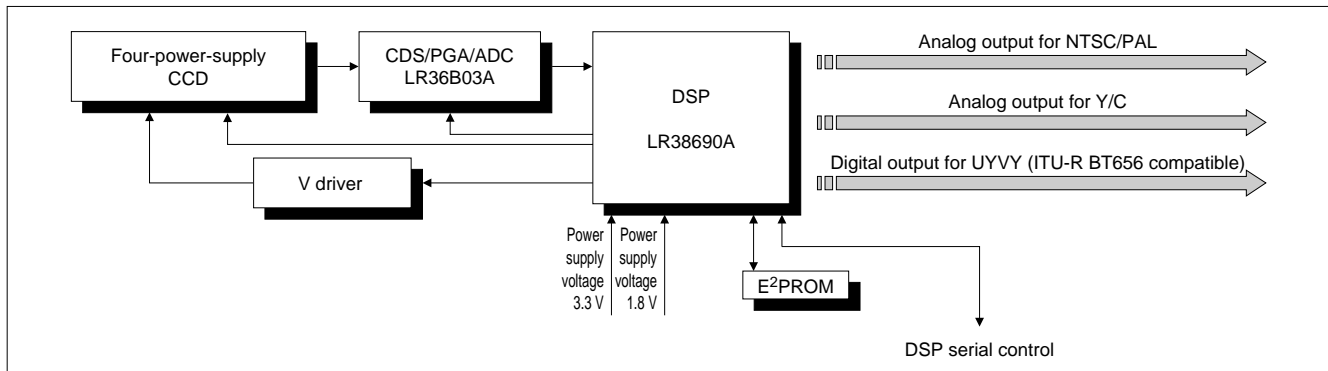 Four-power-supply
CCD
CDS/PGA/ADC
LR36B03A
DSP
LR38690A
V driver
Analog output for NTSC/PAL
Analog output for Y/C
Digital output for UYVY (ITU-R BT656 compatible)
Power
supply
voltage
3.3 V
Power
supply
voltage
1.8 V
E²PROM
DSP serial control